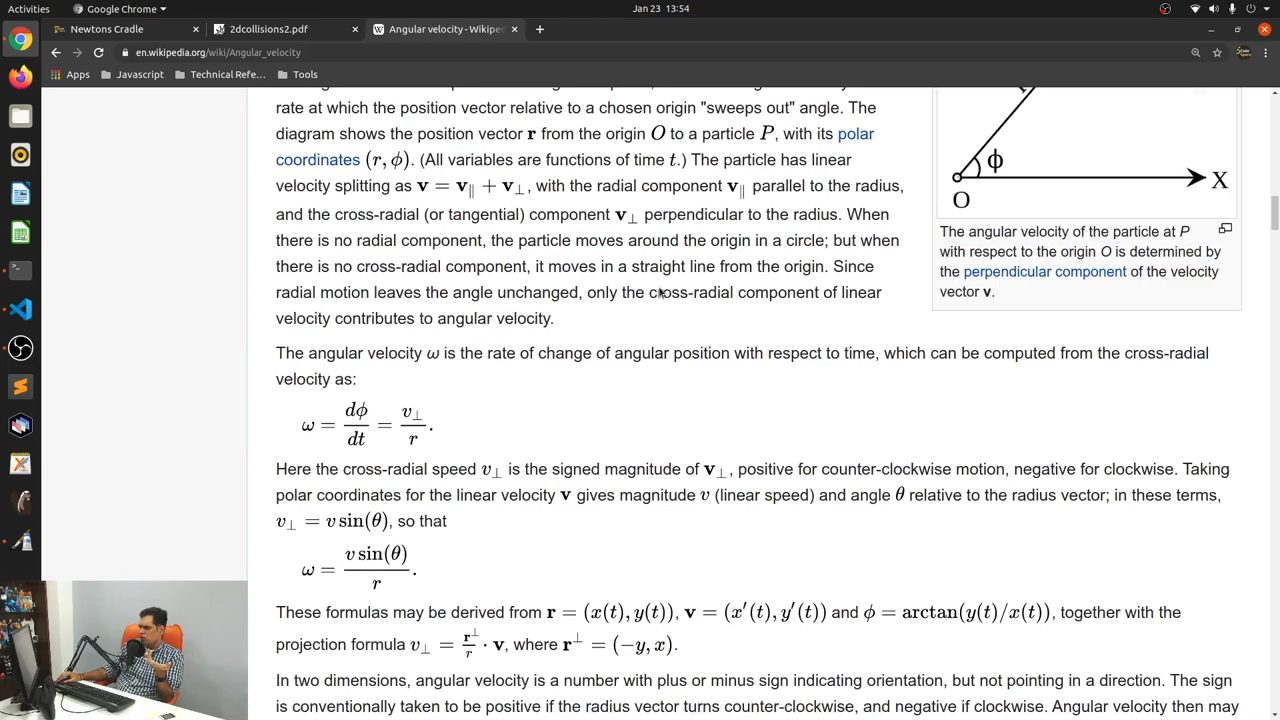 Activities Google Chrome Jan 23 13:54
Newtons Cradle 2dcollisions2.pdf Angular velocity - Wikipe
en.wikipedia.org/wiki/Angular_velocity
Apps Javascript Technical Refe… Tools
rate at which the position vector relative to a chosen origin "sweeps out" angle. The
diagram shows the position vector r from the origin O to a particle P, with its polar
coordinates (r, ϕ). (All variables are functions of time t.) The particle has linear
velocity splitting as v = v∥ + v⊥, with the radial component v∥ parallel to the radius,
and the cross-radial (or tangential) component v⊥ perpendicular to the radius. When
there is no radial component, the particle moves around the origin in a circle; but when
there is no cross-radial component, it moves in a straight line from the origin. Since
radial motion leaves the angle unchanged, only the cross-radial component of linear
velocity contributes to angular velocity.
ϕ
X
O
The angular velocity of the particle at P
with respect to the origin O is determined by
the perpendicular component of the velocity
vector v.
The angular velocity ω is the rate of change of angular position with respect to time, which can be computed from the cross-radial
velocity as:
ω = dϕ/dt = v⊥/r.
Here the cross-radial speed v⊥ is the signed magnitude of v⊥, positive for counter-clockwise motion, negative for clockwise. Taking
polar coordinates for the linear velocity v gives magnitude v (linear speed) and angle θ relative to the radius vector; in these terms,
v⊥ = v sin(θ), so that
ω = v sin(θ)/r.
These formulas may be derived from r = (x(t), y(t)), v = (x′(t), y′(t)) and ϕ = arctan(y(t)/x(t)), together with the
projection formula v⊥ = r⊥/r · v, where r⊥ = (−y, x).
In two dimensions, angular velocity is a number with plus or minus sign indicating orientation, but not pointing in a direction. The sign
is conventionally taken to be positive if the radius vector turns counter-clockwise, and negative if clockwise. Angular velocity then may